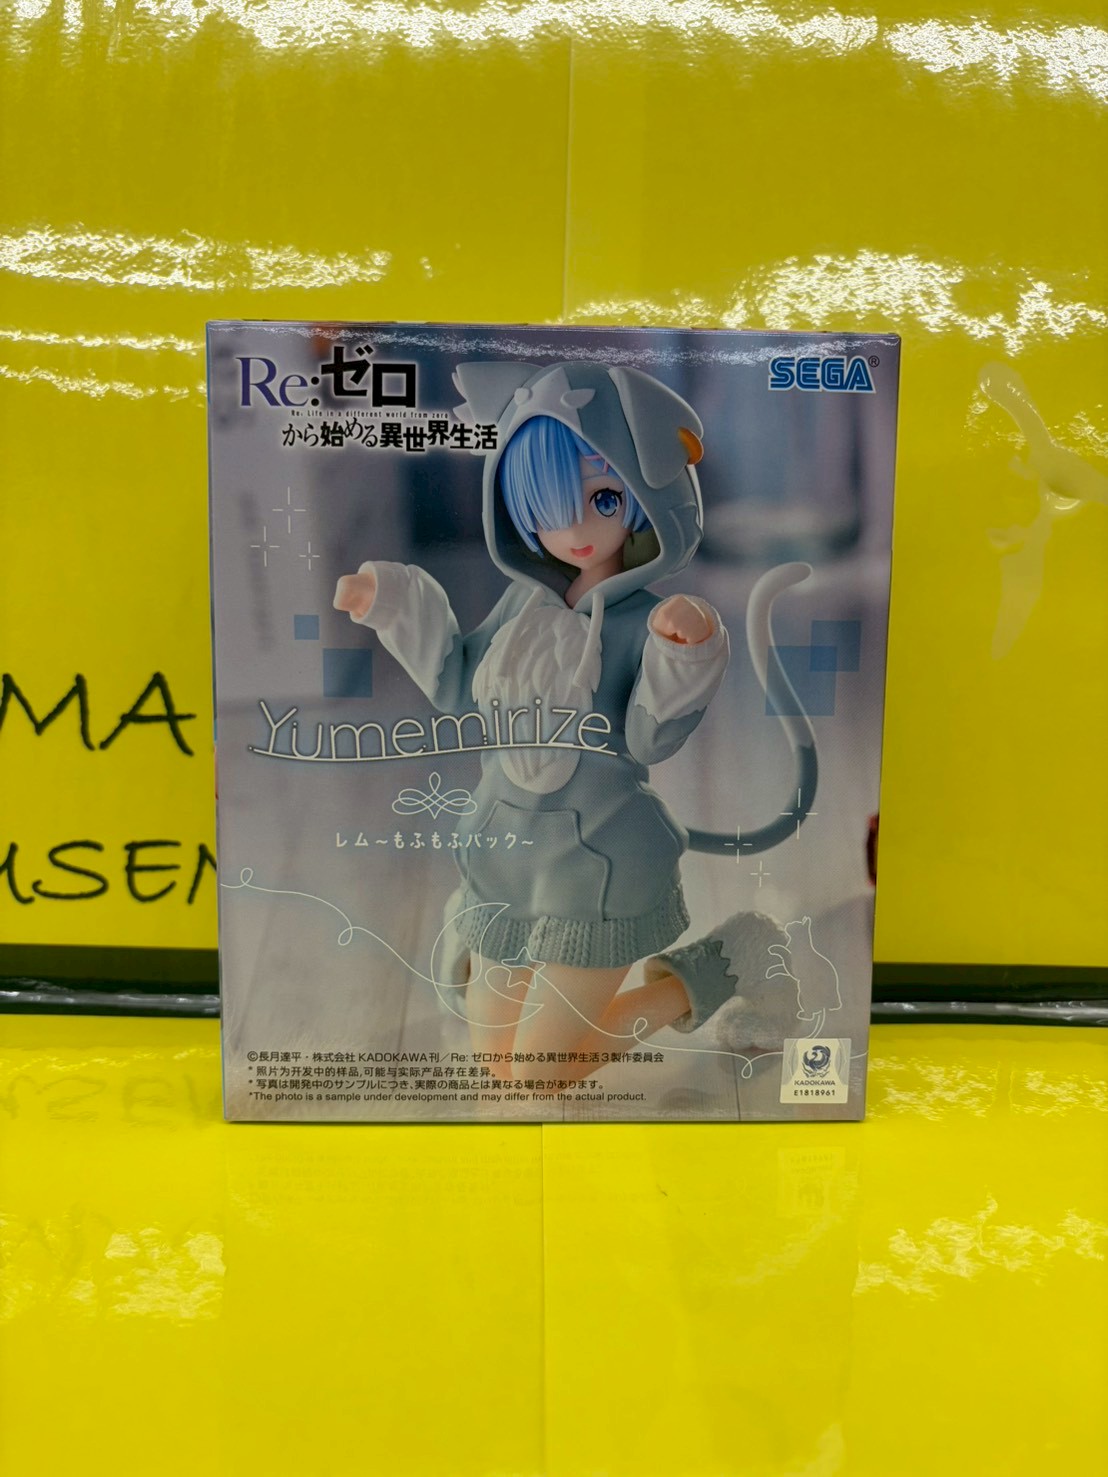 Re:ゼロ
Re: Life in a different world from zero
から始める異世界生活
SEGA®
Yumemirize
レム~もふもふパック~
MA
USEN
©長月達平・株式会社KADOKAWA刊/Re:ゼロから始める異世界生活3製作委員会
*照片为开发中的样品,可能与实际产品存在差异。
*写真は開発中のサンプルにつき、実際の商品とは異なる場合があります。
*The photo is a sample under development and may differ from the actual product.
KADOKAWA
E1818961